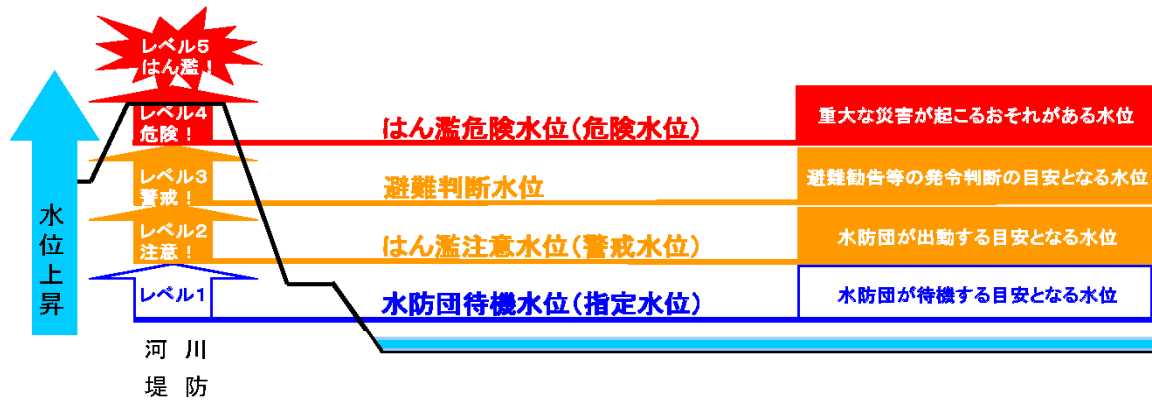 レベル5
はん濫!
レベル4
危険!
はん濫危険水位(危険水位)
重大な災害が起こるおそれがある水位
レベル3
警戒!
避難判断水位
避難勧告等の発令判断の目安となる水位
レベル2
注意!
はん濫注意水位(警戒水位)
水防団が出動する目安となる水位
レベル1
水防団待機水位(指定水位)
水防団が待機する目安となる水位
水位上昇
河川
堤防